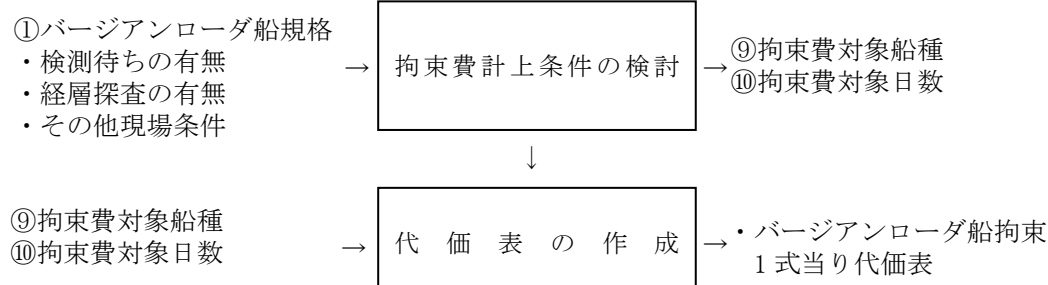 ①バージアンローダ船規格
・検測待ちの有無
・経層探査の有無
・その他現場条件
→
拘束費計上条件の検討
→
⑨拘束費対象船種
⑩拘束費対象日数
↓
⑨拘束費対象船種
⑩拘束費対象日数
→
代価表の作成
→
・バージアンローダ船拘束
1式当り代価表